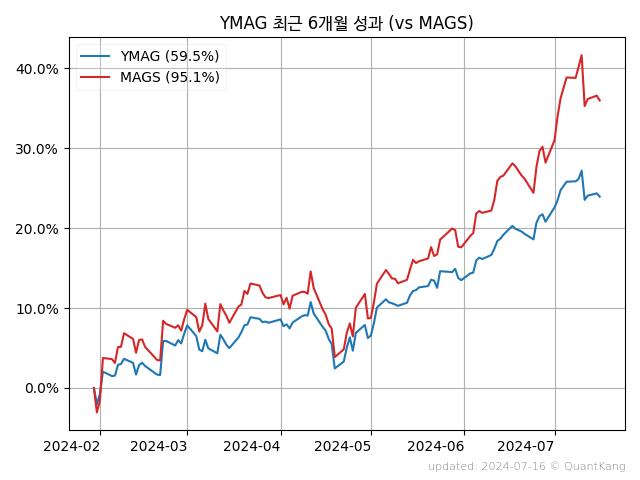 YMAG 최근 6개월 성과 (vs MAGS)
YMAG (59.5%)
MAGS (95.1%)
40.0%
30.0%
20.0%
10.0%
0.0%
2024-02 2024-03 2024-04 2024-05 2024-06 2024-07
updated: 2024-07-16 © QuantKang